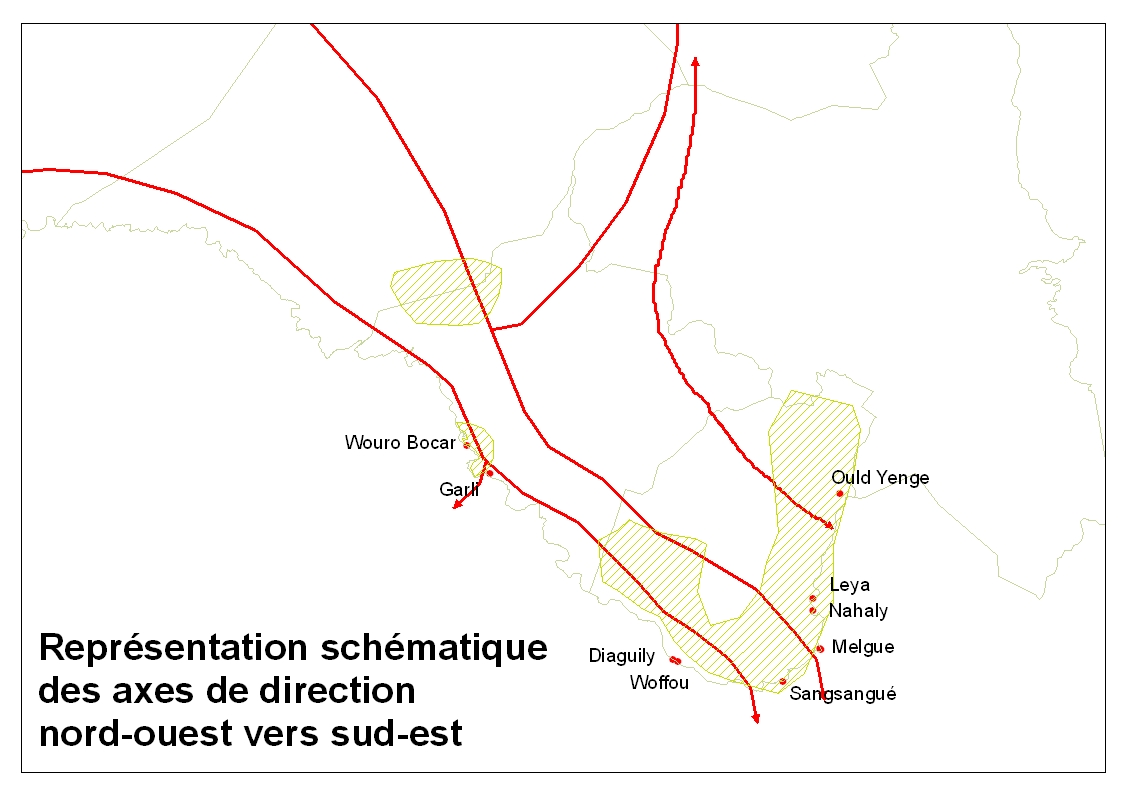 Wouro Bocar
Garli
Ould Yenge
Leya
Nahaly
Melgue
Diaguily
Woffou
Sangsangué
Représentation schématique
des axes de direction
nord-ouest vers sud-est